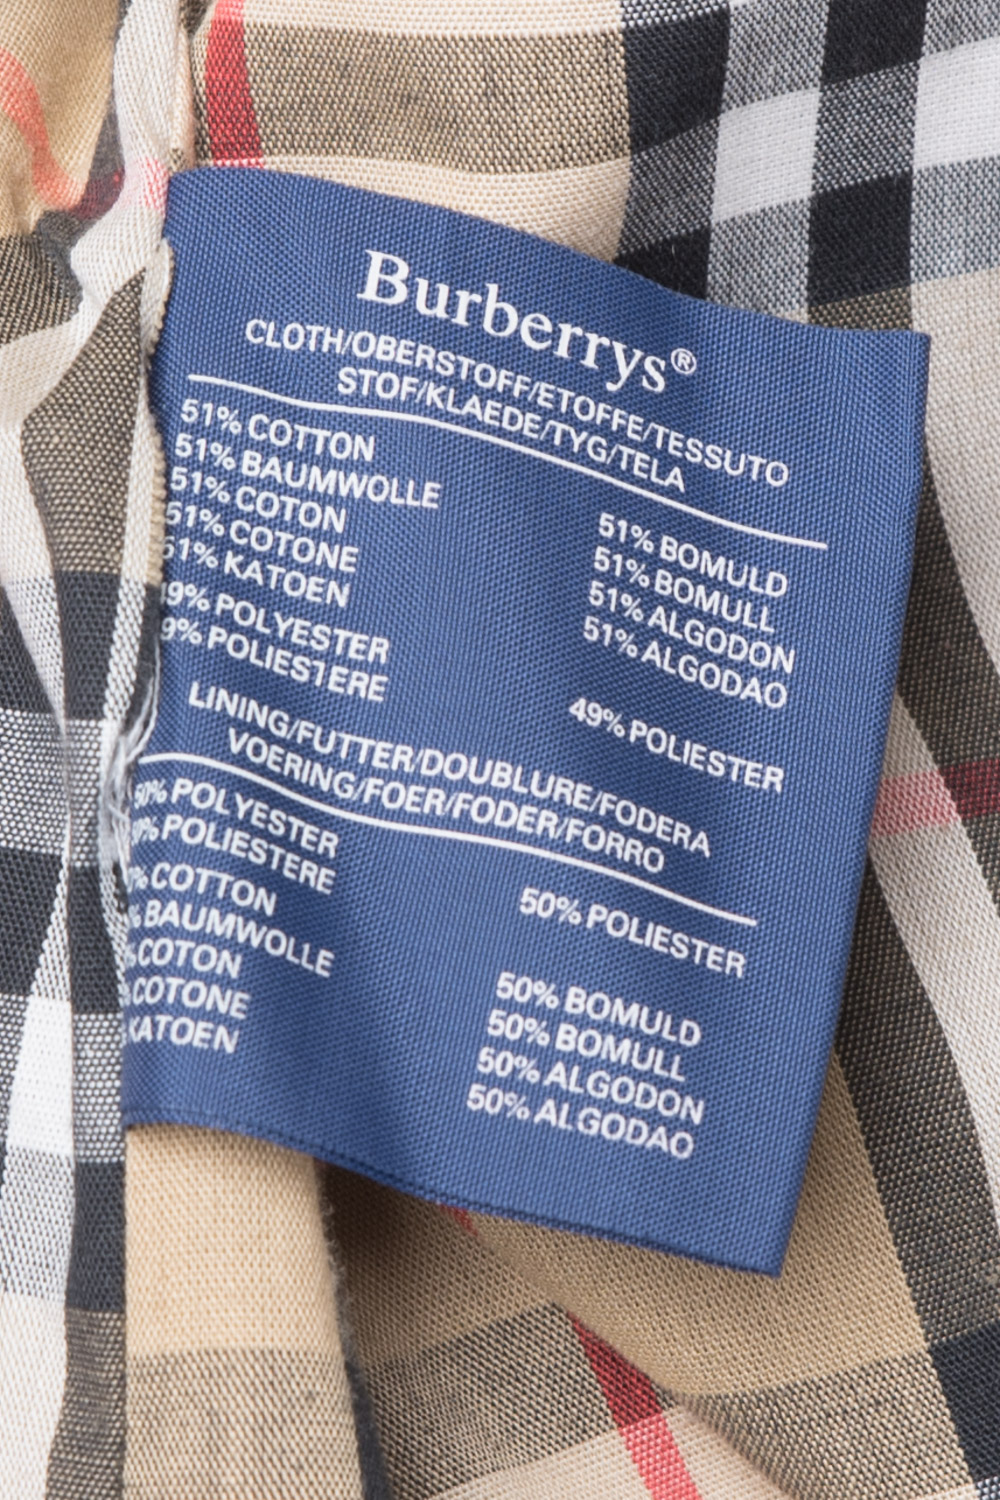 Burberrys®
CLOTH/OBERSTOFF/ETOFFE/TESSUTO
STOF/KLAEDE/TYG/TELA
51% COTTON
51% BAUMWOLLE
51% COTON
51% COTONE
51% KATOEN
51% BOMULD
51% BOMULL
51% ALGODON
51% ALGODAO
9% POLYESTER
9% POLIESTERE
49% POLIESTER
LINING/FUTTER/DOUBLURE/FODERA
VOERING/FOER/FODER/FORRO
50% POLYESTER
% POLIESTERE
50% POLIESTER
% COTTON
% BAUMWOLLE
COTON
COTONE
KATOEN
50% BOMULD
50% BOMULL
50% ALGODON
50% ALGODAO